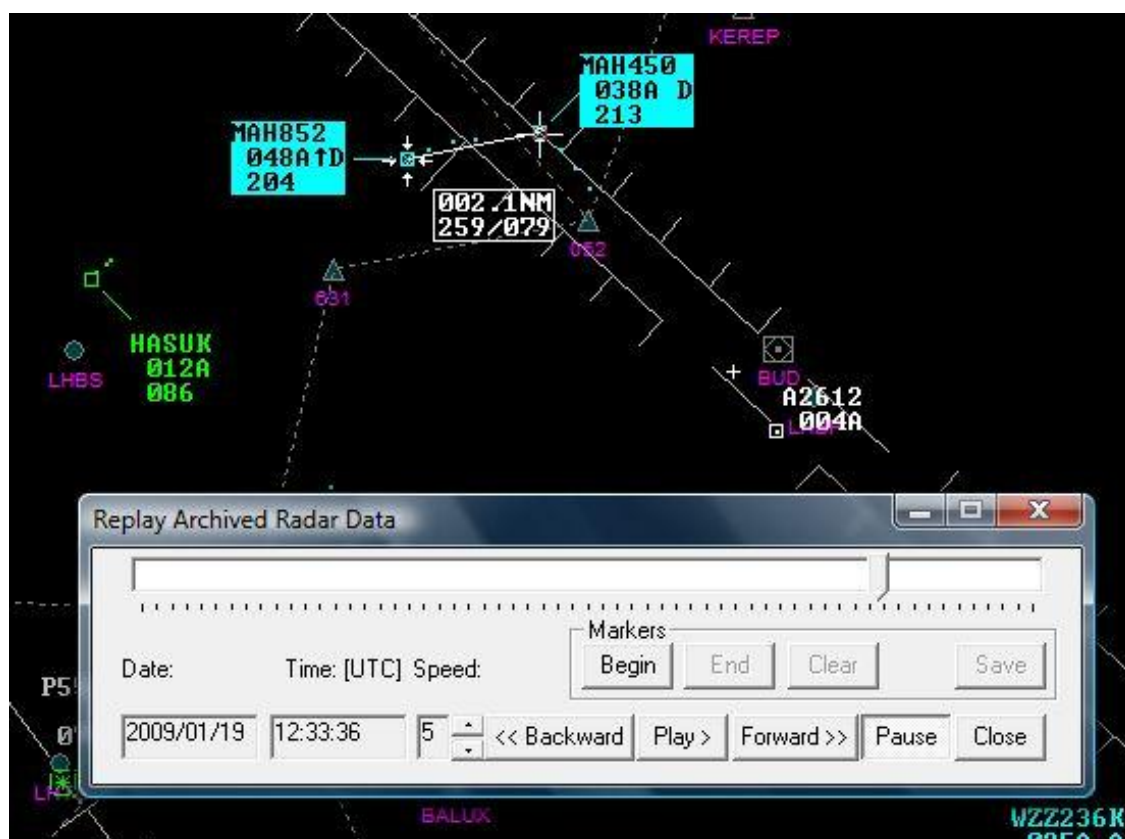 KEREP
MAH450
038A D
213
MAH852
048A↑D
204
002.1NM
259/079
052
631
HASUK
012A
086
LHBS
BUD
A2612
004A
Replay Archived Radar Data
Markers
Date:
Time: [UTC]
Speed:
Begin
End
Clear
Save
2009/01/19
12:33:36
5
<< Backward
Play >
Forward >>
Pause
Close
BALUX
WZZ236K